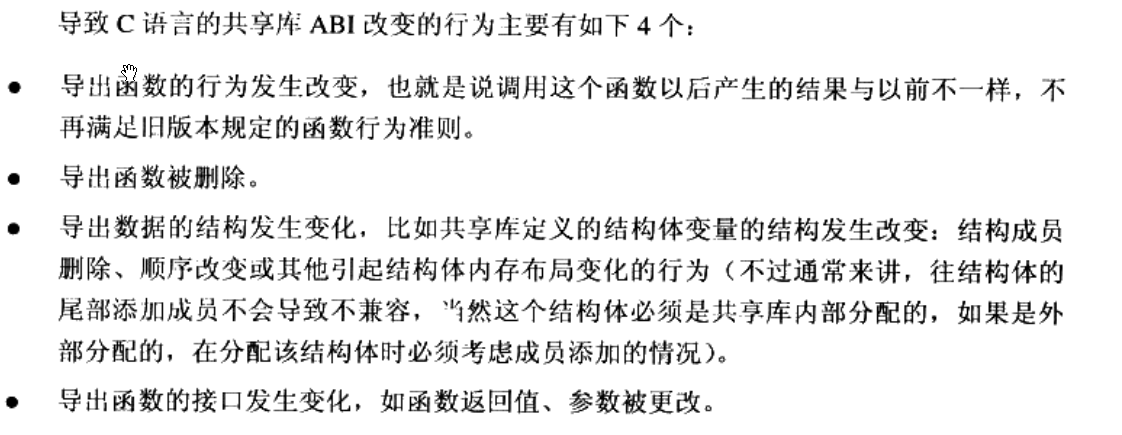 导致 C 语言的共享库 ABI 改变的行为主要有如下 4 个：
● 导出函数的行为发生改变，也就是说调用这个函数以后产生的结果与以前不一样，不
再满足旧版本规定的函数行为准则。
● 导出函数被删除。
● 导出数据的结构发生变化，比如共享库定义的结构体变量的结构发生改变：结构成员
删除、顺序改变或其他引起结构体内存布局变化的行为（不过通常来讲，往结构体的
尾部添加成员不会导致不兼容，当然这个结构体必须是共享库内部分配的，如果是外
部分配的，在分配该结构体时必须考虑成员添加的情况）。
● 导出函数的接口发生变化，如函数返回值、参数被更改。